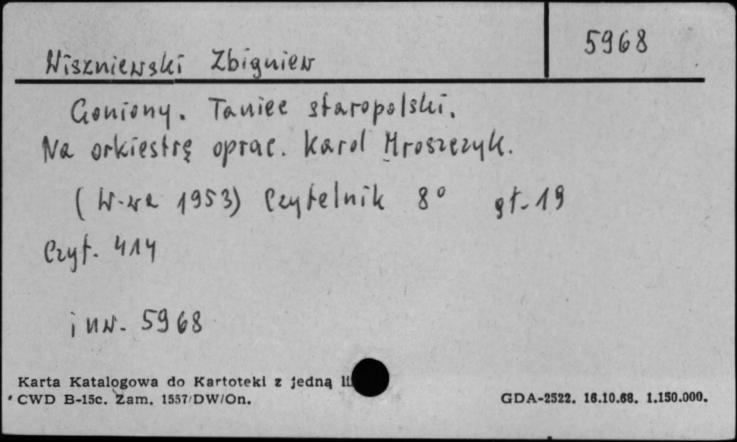 5968
Wiszniewski Zbigniew
Goniony. Taniec staropolski.
Na orkiestrę oprac. Karol Mroszczyk.
(W-wa 1953) Czytelnik 8° gł. 19
Czyt. 414
inw. 5968
Karta Katalogowa do Kartoteki z jedną
CWD B-15c. Zam. 1557/DW/On.
GDA-2522. 16.10.68. 1.150.000.